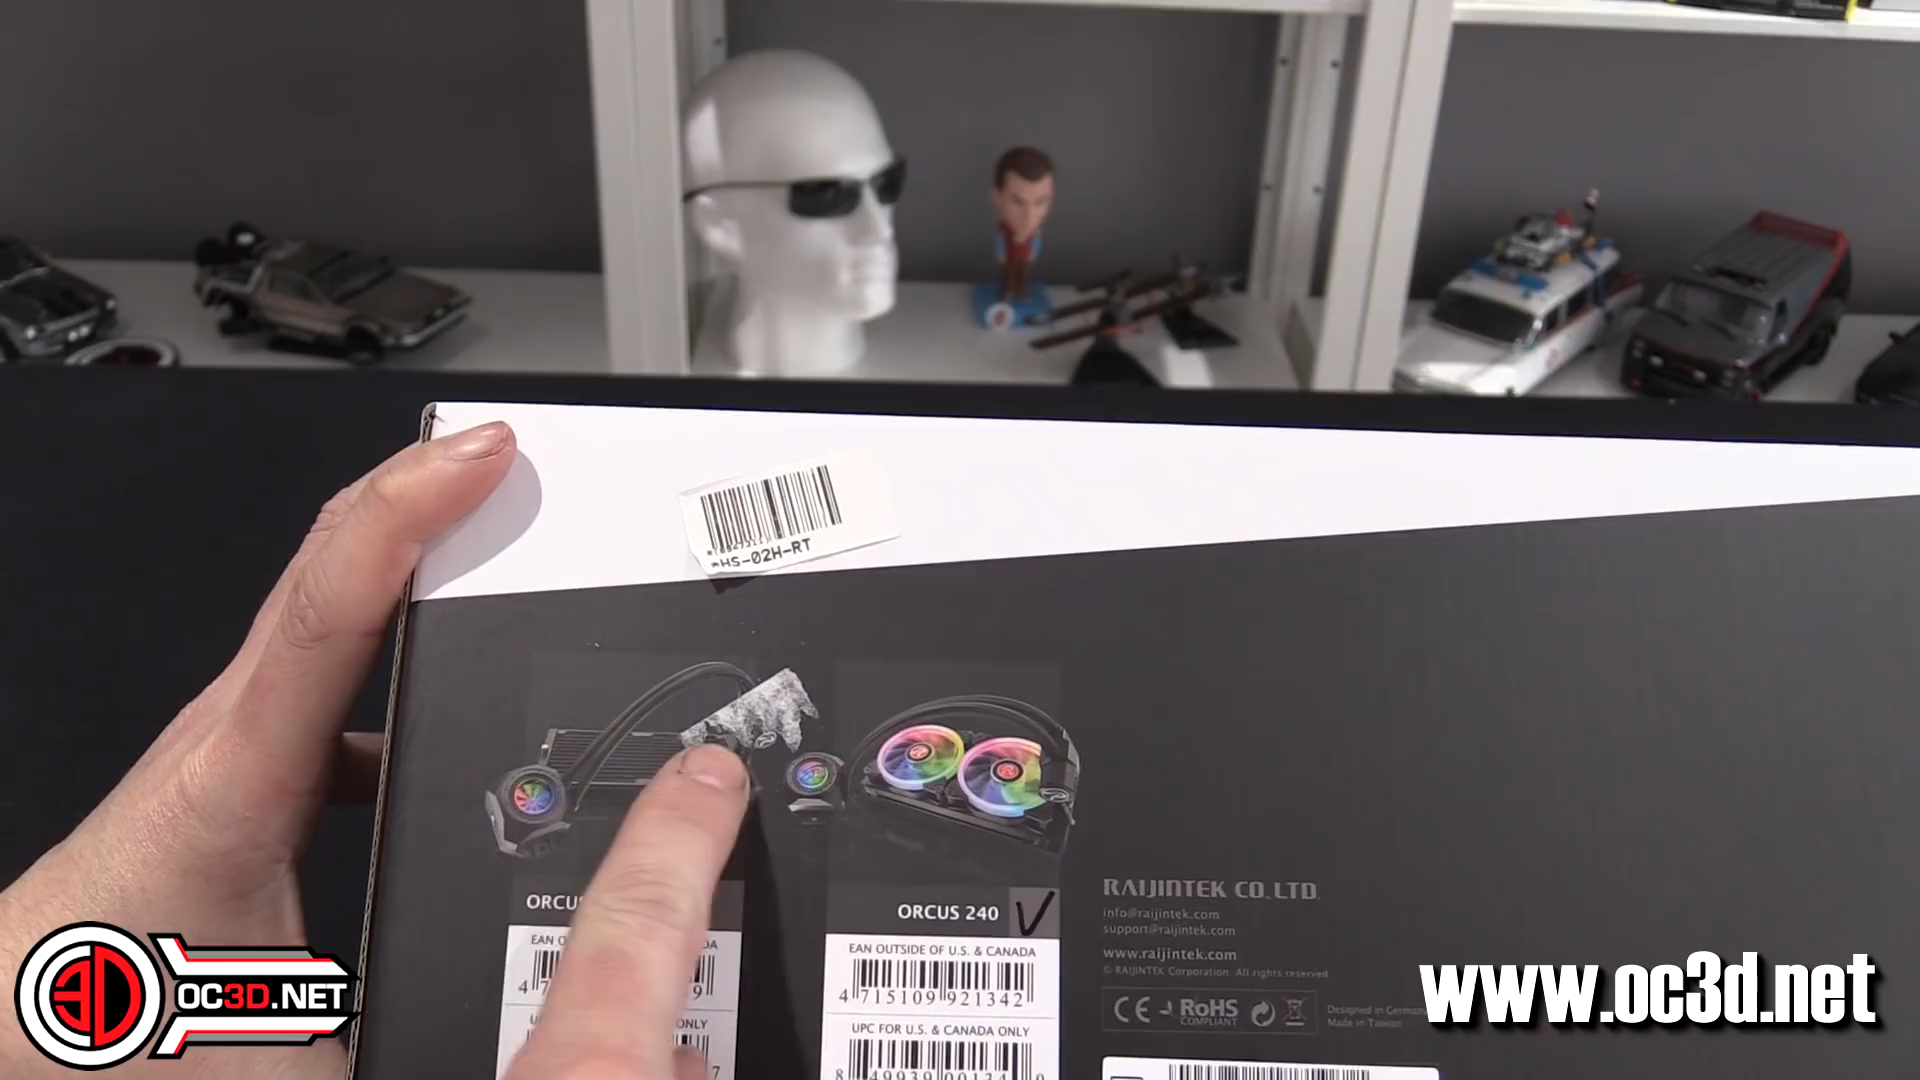 *HS-02H-RT
ORCUS 240
EAN OUTSIDE OF U.S. & CANADA
4 715109 921342
UPC FOR U.S. & CANADA ONLY
ONLY
9
7
RAIJINTEK CO., LTD.
info@raijintek.com
support@raijintek.com
www.raijintek.com
© RAIJINTEK Corporation. All rights reserved
CE RoHS
COMPLIANT
Made in Taiwan
OC3D.NET
www.oc3d.net